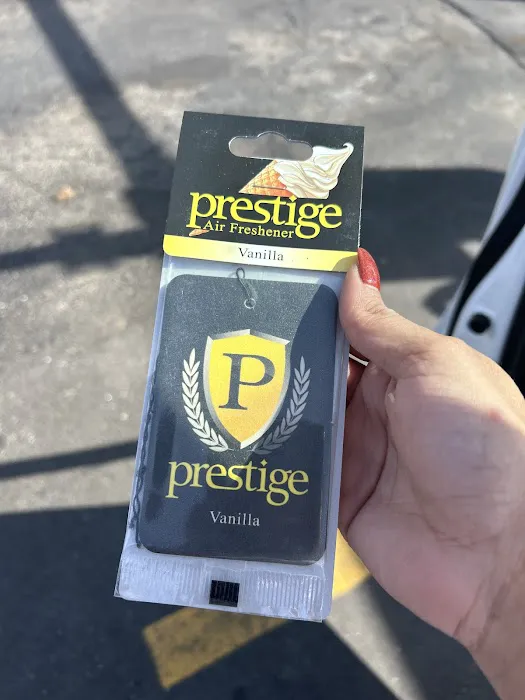 prestige
Air Freshener
Vanilla
P
prestige
Vanilla